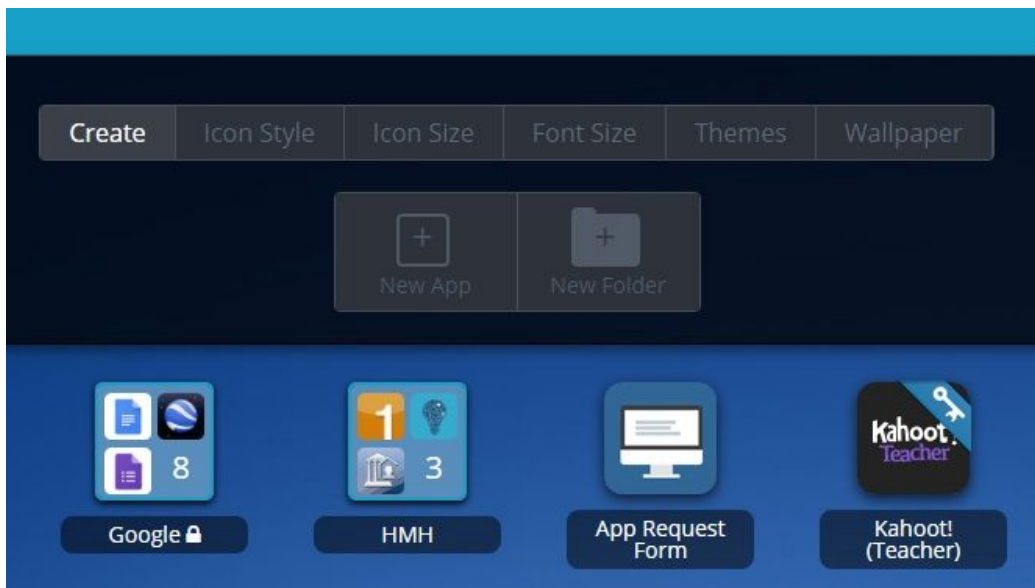 Create Icon Style Icon Size Font Size Themes Wallpaper
+ +
New App New Folder
1
8 3
Kahoot!
Teacher
Google HMH App Request Form Kahoot! (Teacher)